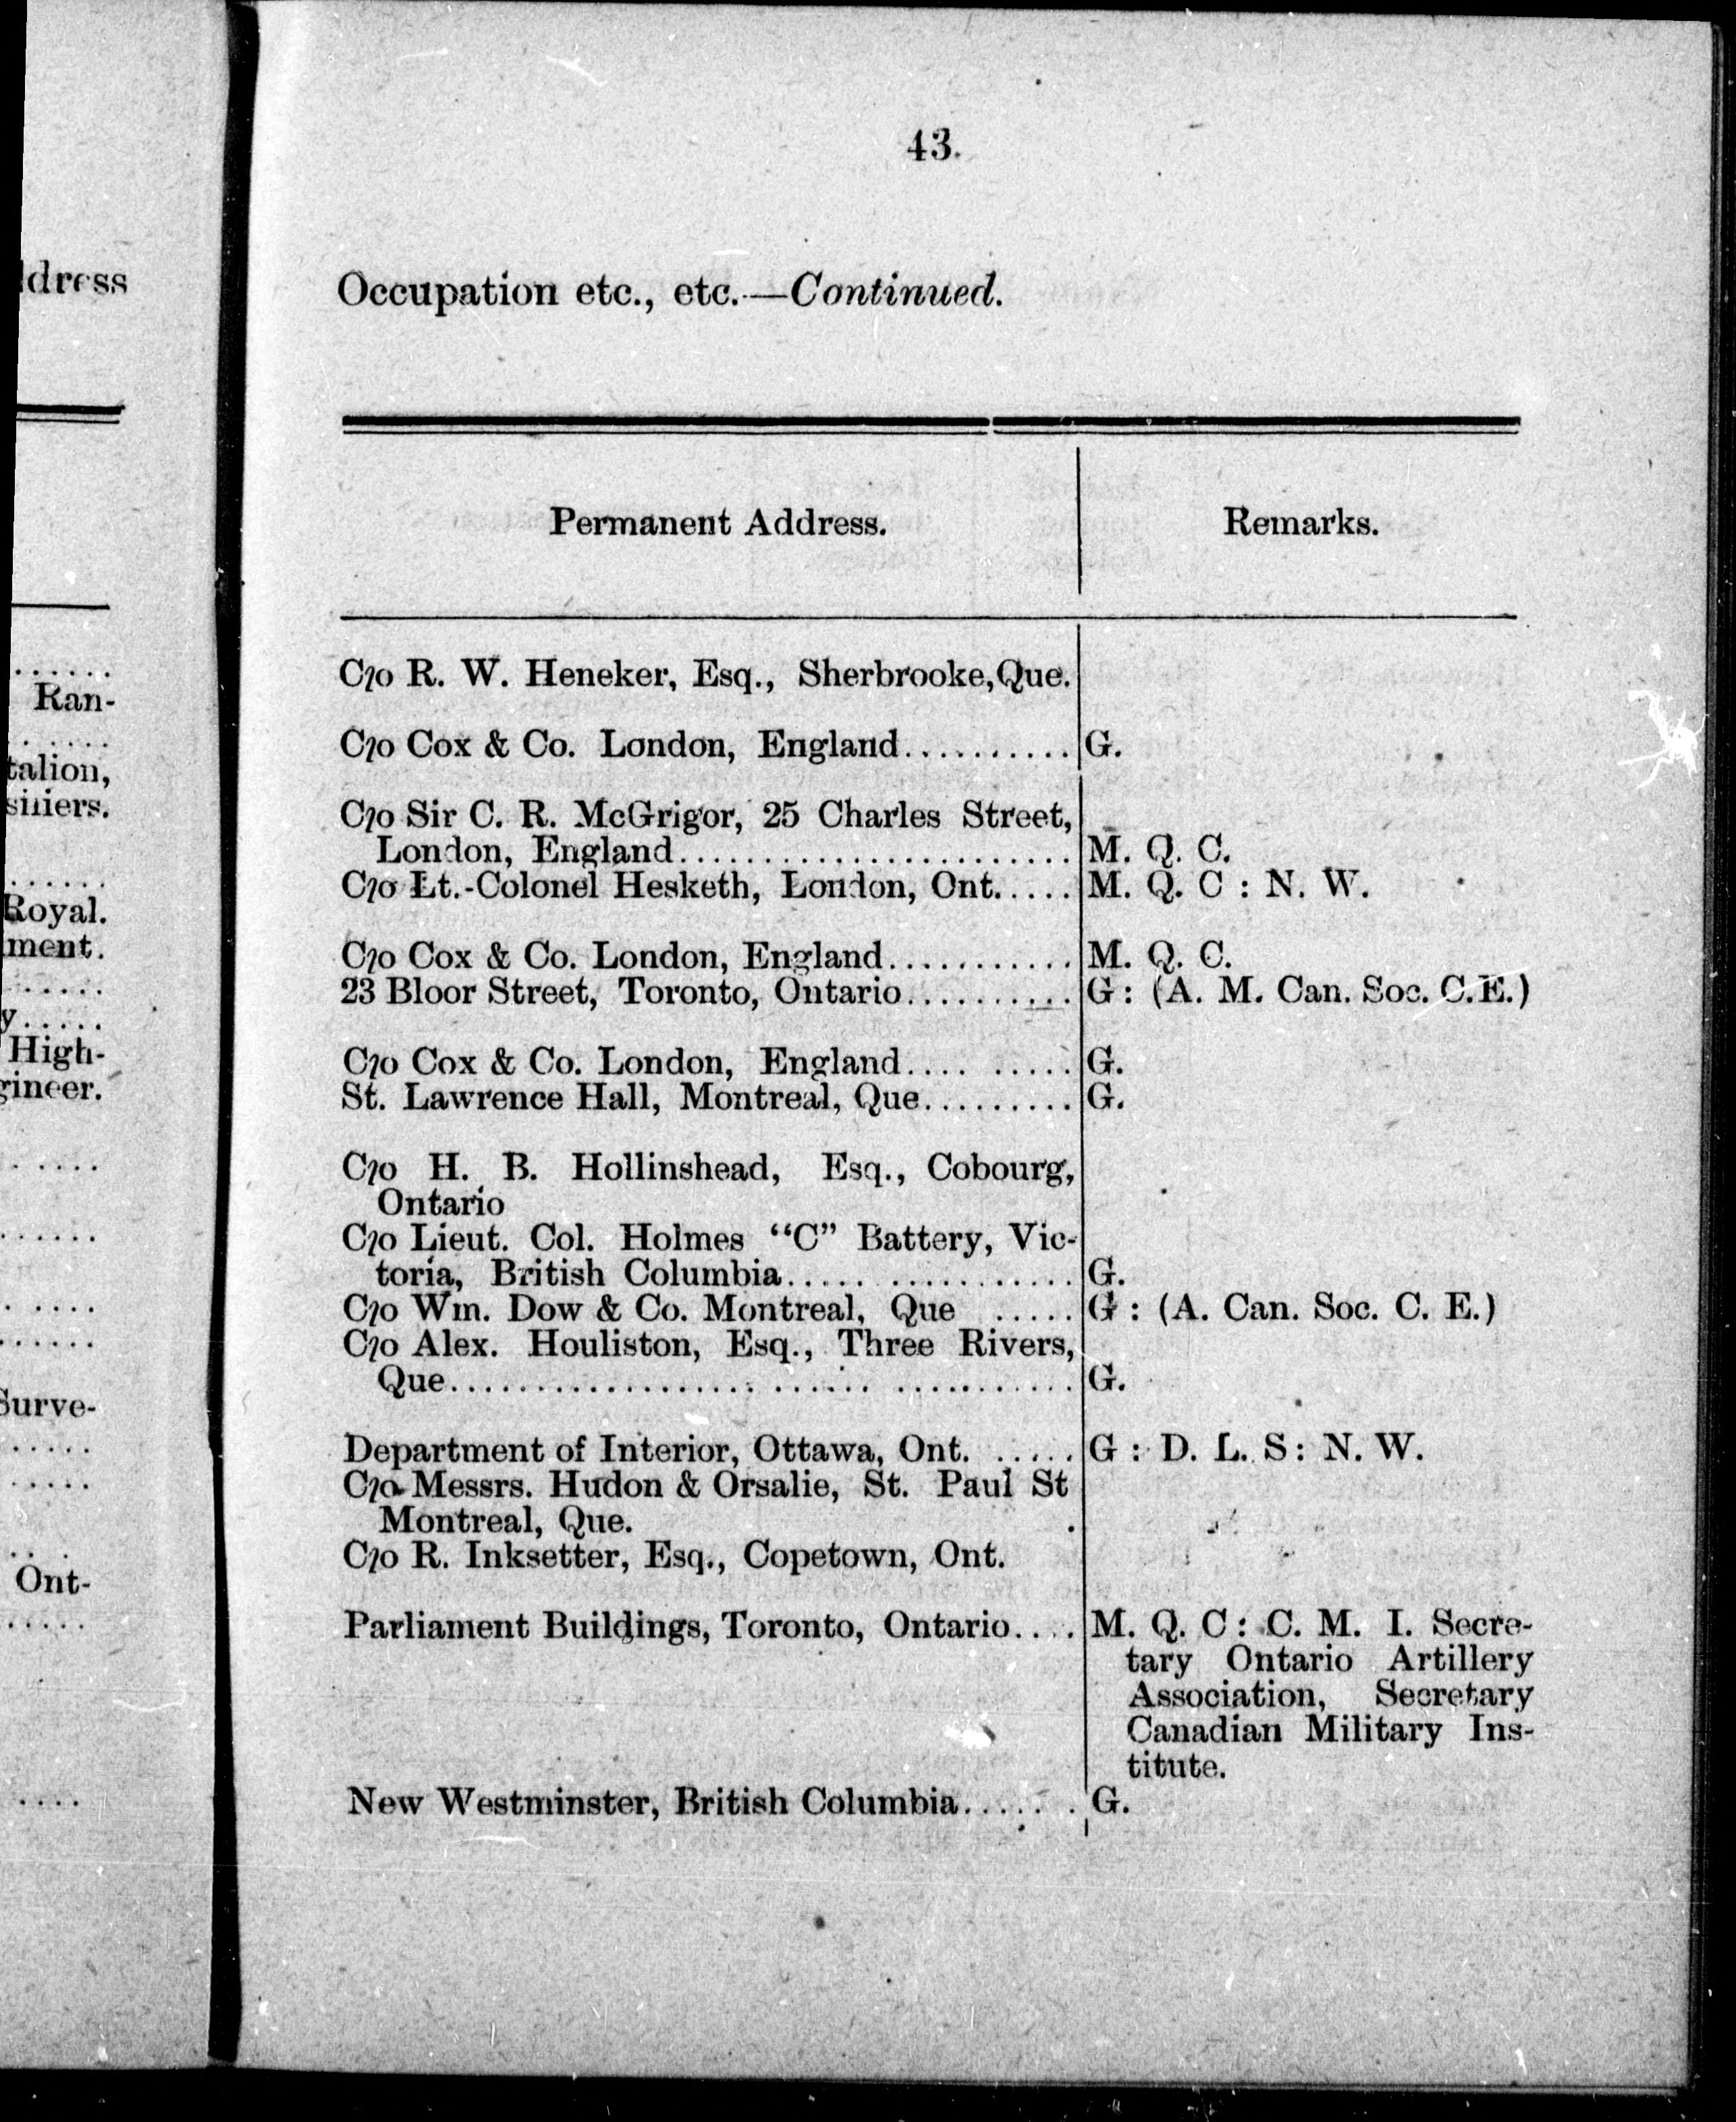 dress
Ran-
talion,
Royal.
ment.
y.....
High-
gineer.
Surve-
Ont-
43.
Occupation etc., etc.—Continued.
Permanent Address. Remarks.
C/o R. W. Heneker, Esq., Sherbrooke, Que.
C/o Cox & Co. London, England.......... G.
C/o Sir C. R. McGrigor, 25 Charles Street,
London, England........................ M. Q. C.
C/o Lt.-Colonel Hesketh, London, Ont..... M. Q. C : N. W.
C/o Cox & Co. London, England........... M. Q. C.
23 Bloor Street, Toronto, Ontario.......... G : (A. M. Can. Soc. C.E.)
C/o Cox & Co. London, England.... ..... G.
St. Lawrence Hall, Montreal, Que......... G.
C/o H. B. Hollinshead, Esq., Cobourg,
Ontario
C/o Lieut. Col. Holmes “C” Battery, Vic-
toria, British Columbia..... ............. G.
C/o Wm. Dow & Co. Montreal, Que ..... G : (A. Can. Soc. C. E.)
C/o Alex. Houliston, Esq., Three Rivers,
Que...................... ...... ........... G.
Department of Interior, Ottawa, Ont. ..... G : D. L. S : N. W.
C/o Messrs. Hudon & Orsalie, St. Paul St
Montreal, Que.
C/o R. Inksetter, Esq., Copetown, Ont.
Parliament Buildings, Toronto, Ontario.... M. Q. C : C. M. I. Secre-
tary Ontario Artillery
Association, Secretary
Canadian Military Ins-
titute.
New Westminster, British Columbia...... . G.